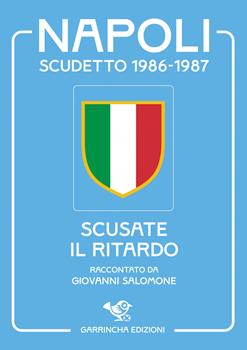 NAPOLI
SCUDETTO 1986-1987
SCUSATE
IL RITARDO
RACCONTATO DA
GIOVANNI SALOMONE
GARRINCHA EDIZIONI